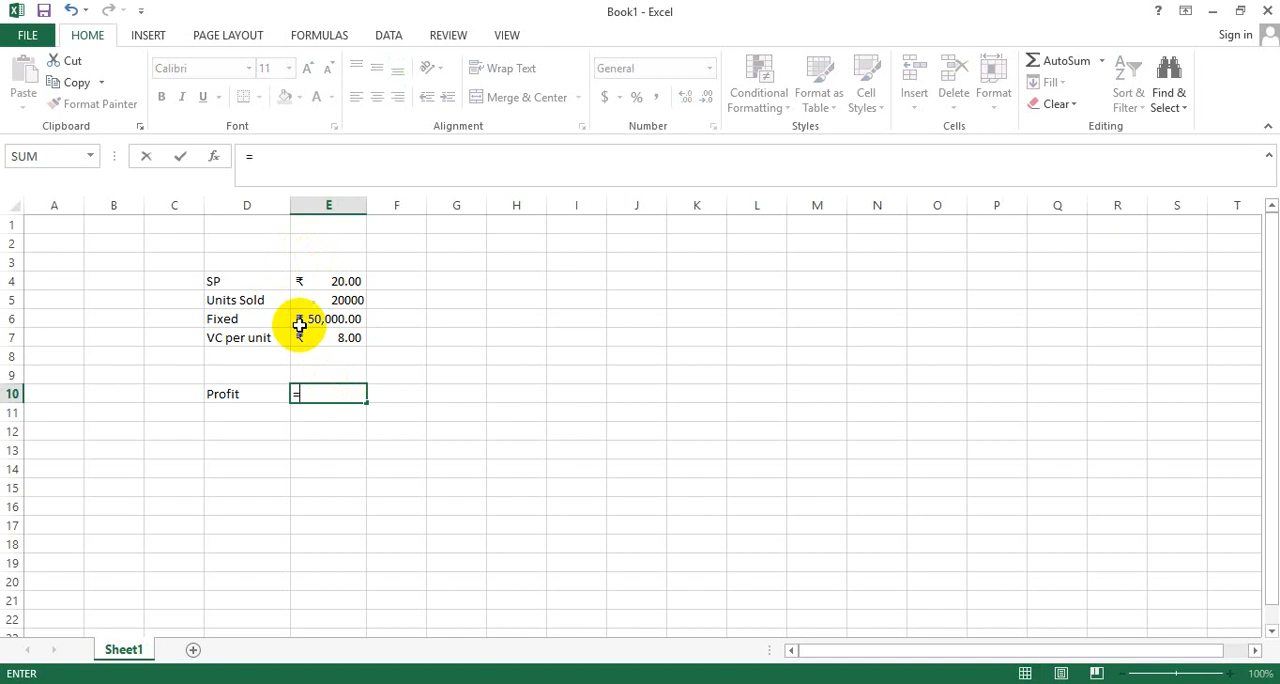 Book1 - Excel
?
FILE HOME INSERT PAGE LAYOUT FORMULAS DATA REVIEW VIEW Sign in
Paste Cut Copy Format Painter Clipboard
Calibri 11 B I U A Font
Wrap Text Merge & Center Alignment
General $ % , Number
Conditional Formatting Format as Table Cell Styles Styles
Insert Delete Format Cells
AutoSum Fill Clear Sort & Filter Find & Select Editing
SUM fx =
A B C D E F G H I J K L M N O P Q R S T
1
2
3
4 SP ₹ 20.00
5 Units Sold 20000
6 Fixed ₹ 50,000.00
7 VC per unit ₹ 8.00
8
9
10 Profit =
11
12
13
14
15
16
17
18
19
20
21
22
Sheet1
ENTER 100%